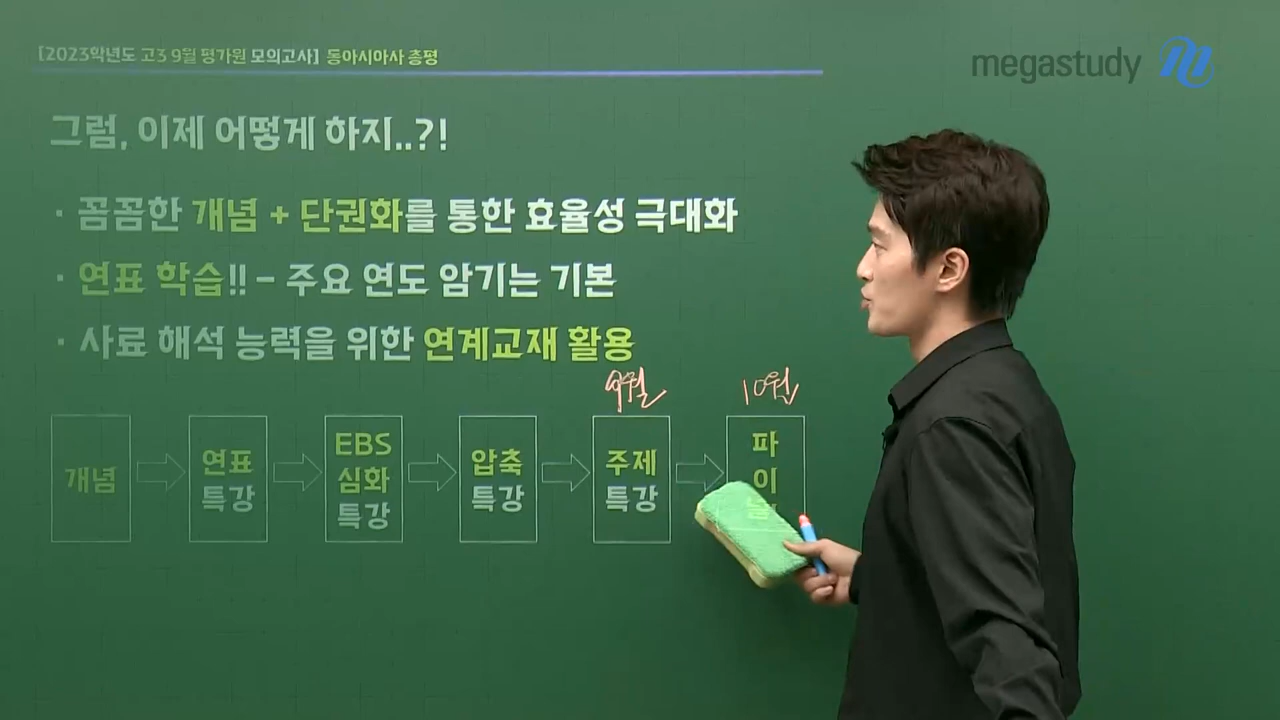 [2023학년도 고3 9월 평가원 모의고사] 동아시아사 총평
megastudy
그럼, 이제 어떻게 하지..?!
· 꼼꼼한 개념 + 단권화를 통한 효율성 극대화
· 연표 학습!! - 주요 연도 암기는 기본
· 사료 해석 능력을 위한 연계교재 활용
9월
10월
개념
연표
특강
EBS
심화
특강
압축
특강
주제
특강
파
이
널